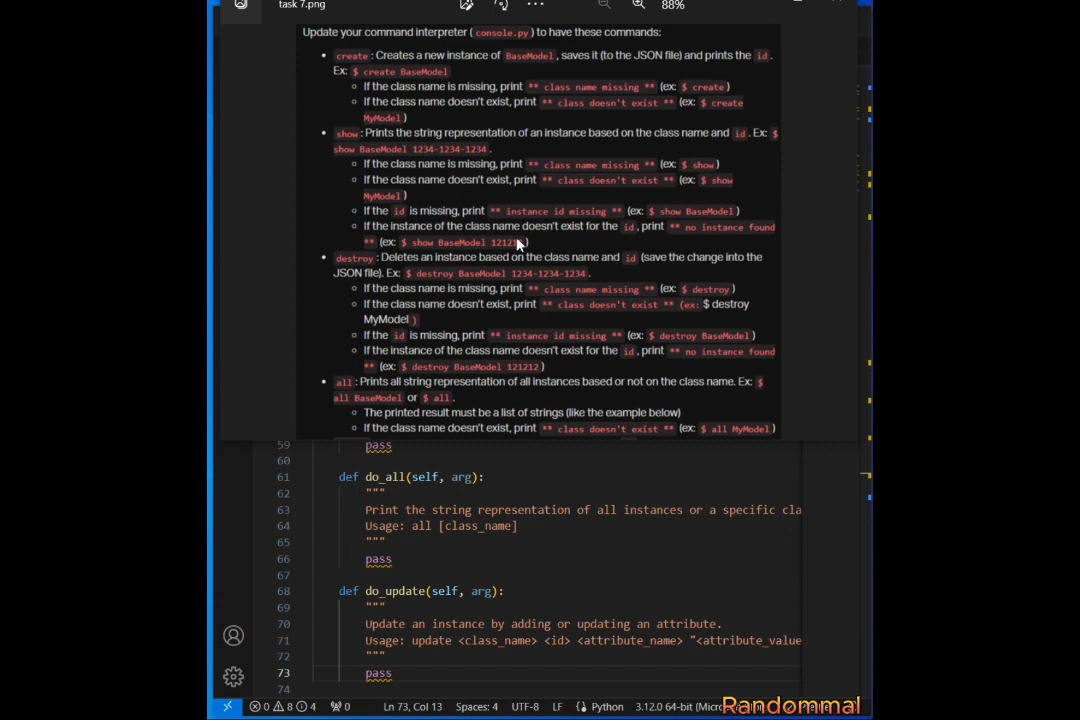 task 7.png
88%
Update your command interpreter ( console.py ) to have these commands:
• create : Creates a new instance of BaseModel , saves it (to the JSON file) and prints the id .
Ex: $ create BaseModel
◦ If the class name is missing, print ** class name missing ** (ex: $ create )
◦ If the class name doesn't exist, print ** class doesn't exist ** (ex: $ create
MyModel )
• show : Prints the string representation of an instance based on the class name and id . Ex: $
show BaseModel 1234-1234-1234 .
◦ If the class name is missing, print ** class name missing ** (ex: $ show )
◦ If the class name doesn't exist, print ** class doesn't exist ** (ex: $ show
MyModel )
◦ If the id is missing, print ** instance id missing ** (ex: $ show BaseModel )
◦ If the instance of the class name doesn't exist for the id , print ** no instance found
** (ex: $ show BaseModel )
• destroy : Deletes an instance based on the class name and id (save the change into the
JSON file). Ex: $ destroy BaseModel 1234-1234-1234 .
◦ If the class name is missing, print ** class name missing ** (ex: $ destroy )
◦ If the class name doesn't exist, print ** class doesn't exist ** (ex: $ destroy
MyModel )
◦ If the id is missing, print ** instance id missing ** (ex: $ destroy BaseModel )
◦ If the instance of the class name doesn't exist for the id , print ** no instance found
** (ex: $ destroy BaseModel 121212 )
• all : Prints all string representation of all instances based or not on the class name. Ex: $
all BaseModel or $ all .
◦ The printed result must be a list of strings (like the example below)
◦ If the class name doesn't exist, print ** class doesn't exist ** (ex: $ all MyModel )
59 pass
60
61 def do_all(self, arg):
62 """
63 Print the string representation of all instances or a specific cla
64 Usage: all [class_name]
65 """
66 pass
67
68 def do_update(self, arg):
69 """
70 Update an instance by adding or updating an attribute.
71 Usage: update <class_name> <id> <attribute_name> "<attribute_value
72 """
73 pass
74
0 8 4 0 Ln 73, Col 13 Spaces: 4 UTF-8 LF Python 3.12.0 64-bit
Randommal